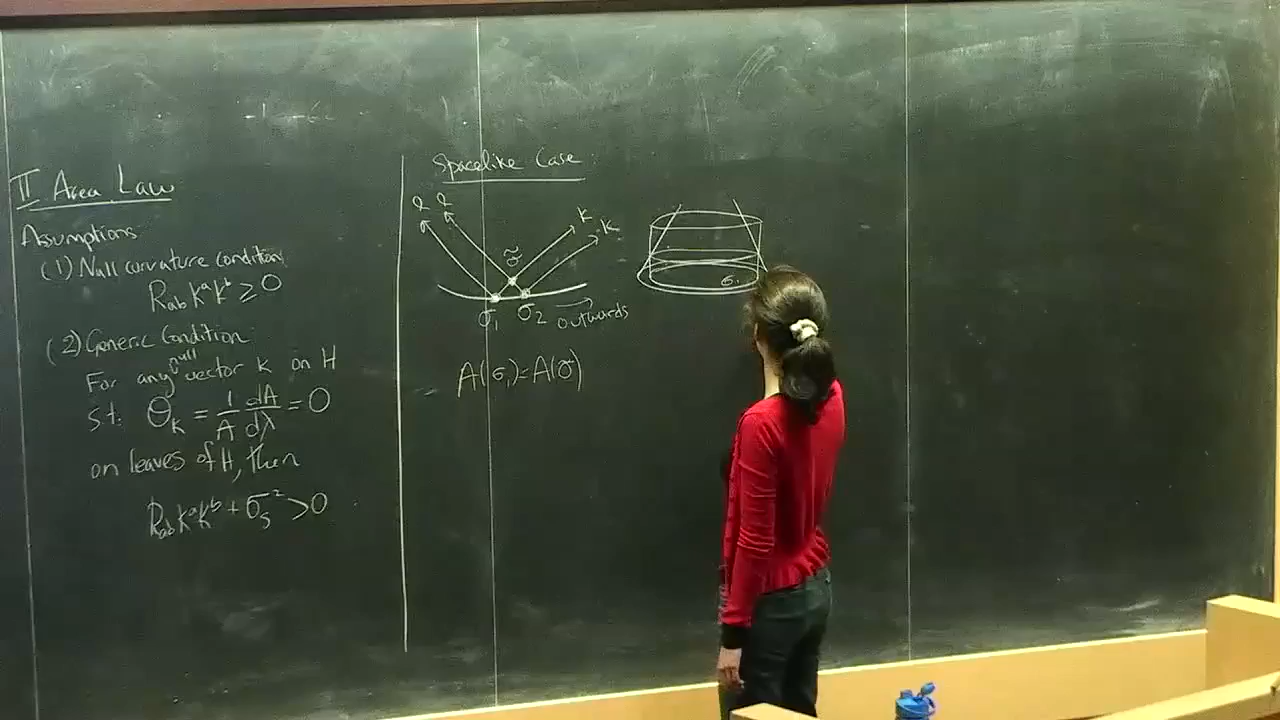 II Area Law
Assumptions:
(1) Null curvature condition
R_ab k^a k^b ≥ 0
(2) Generic Condition
For any null vector k on H
s.t. Θ_k = 1/A dA/dλ = 0
on leaves of H, then
R_ab k^a k^b + σ_s^2 > 0
Spacelike Case:
l l k k
σ̃
σ_1 σ_2 outwards
σ_1
A(σ_1) = A(σ̃)